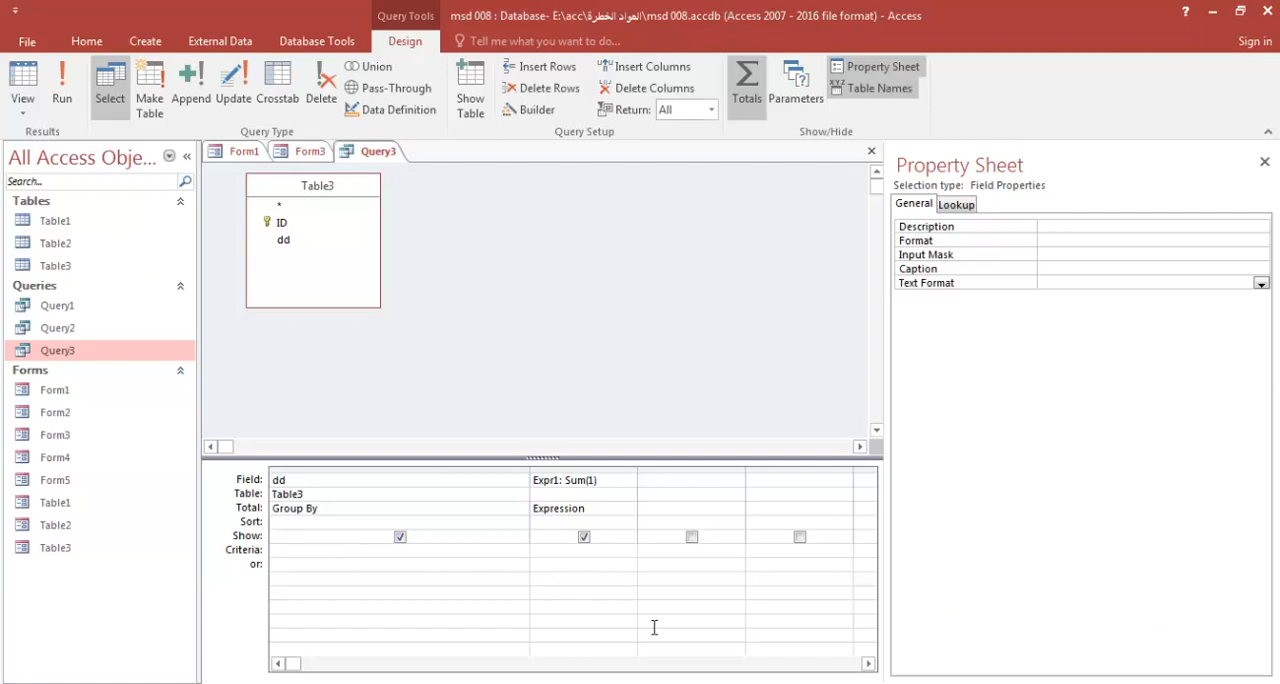 Query Tools
msd 008 : Database- E:\acc\المواد الخطرة\msd 008.accdb (Access 2007 - 2016 file format) - Access
?
File
Home
Create
External Data
Database Tools
Design
Tell me what you want to do...
Sign in
View
Run
Select
Make Table
Append
Update
Crosstab
Delete
Union
Pass-Through
Data Definition
Show Table
Insert Rows
Delete Rows
Builder
Insert Columns
Delete Columns
Return: All
Totals
Parameters
Property Sheet
XYZ Table Names
Results
Query Type
Query Setup
Show/Hide
All Access Obje...
Search...
Tables
Table1
Table2
Table3
Queries
Query1
Query2
Query3
Forms
Form1
Form2
Form3
Form4
Form5
Table1
Table2
Table3
Form1
Form3
Query3
Table3
*
ID
dd
Field: dd Expr1: Sum(1)
Table: Table3
Total: Group By Expression
Sort:
Show:
Criteria:
or:
Property Sheet
Selection type: Field Properties
General
Lookup
Description
Format
Input Mask
Caption
Text Format